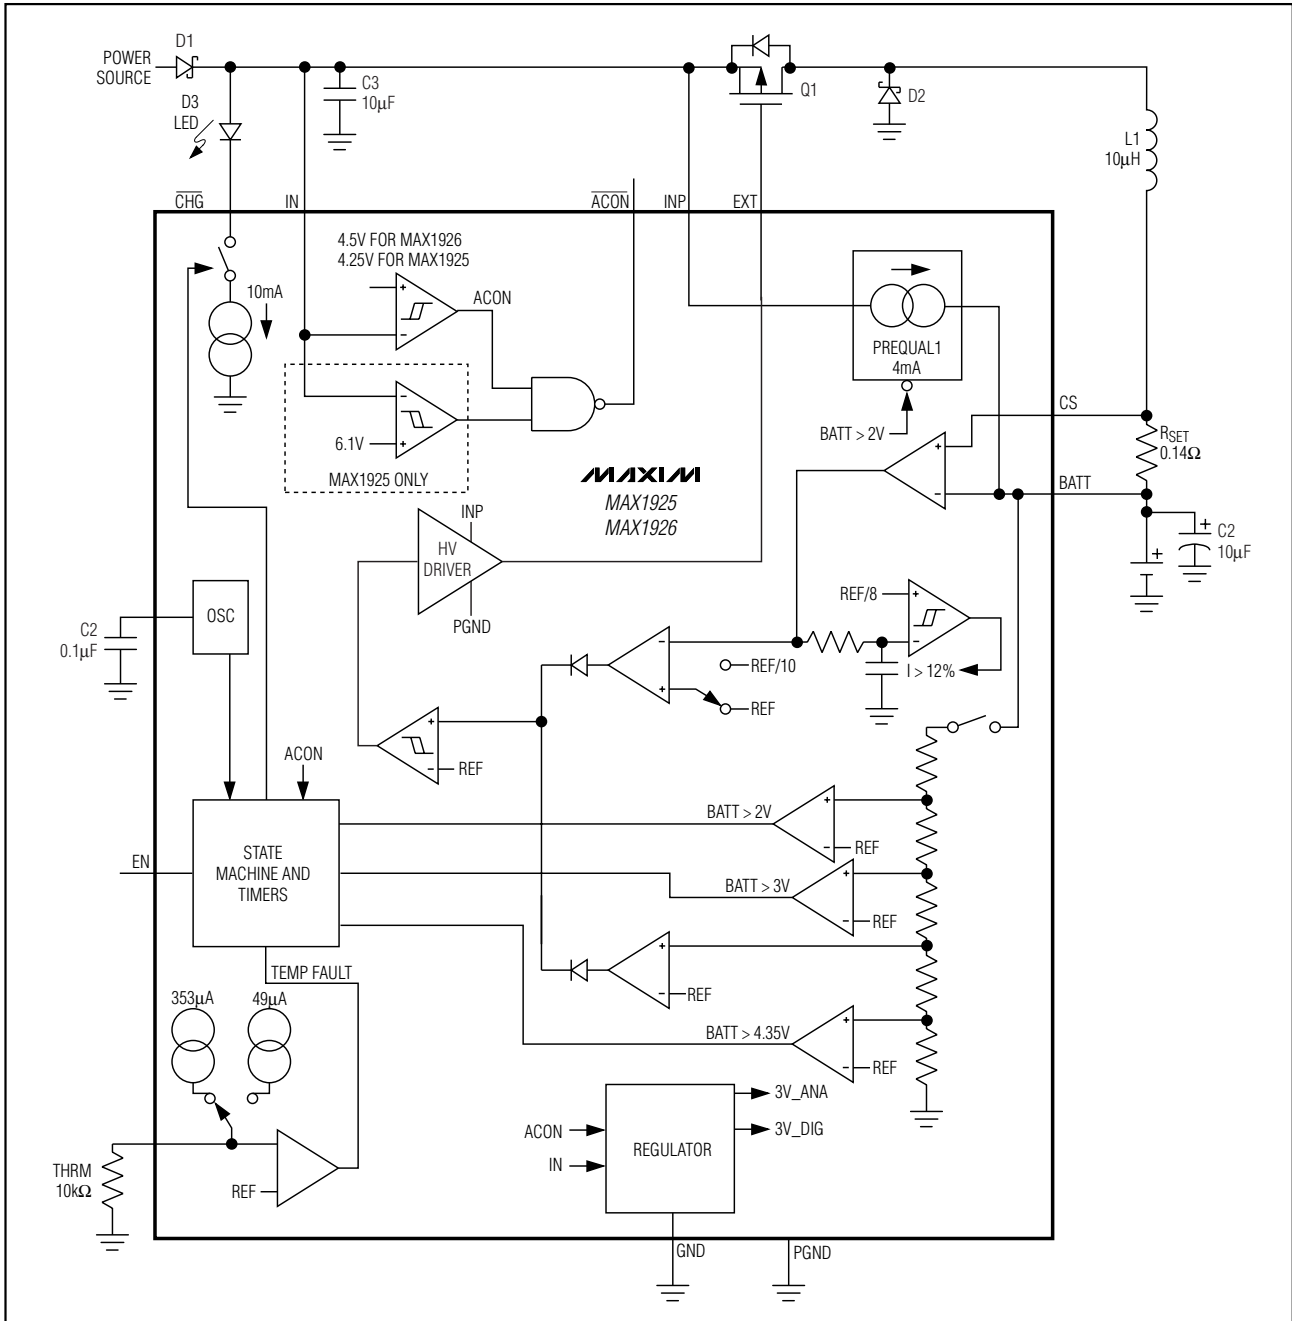 D1
POWER
SOURCE
D3
LED
C3
10µF
Q1
D2
L1
10µH
CHG
IN
ACON
INP
EXT
4.5V FOR MAX1926
4.25V FOR MAX1925
+
−
ACON
10mA
−
+
6.1V
MAX1925 ONLY
PREQUAL1
4mA
BATT > 2V
CS
RSET
0.14Ω
+
−
BATT
MAXIM
MAX1925
MAX1926
INP
HV
DRIVER
PGND
+
C2
10µF
+
OSC
C2
0.1µF
REF/8
+
−
I > 12%
−
+
REF/10
REF
+
−
REF
ACON
EN
STATE
MACHINE AND
TIMERS
BATT > 2V
+
−
REF
BATT > 3V
+
−
REF
+
−
REF
TEMP FAULT
353µA
49µA
BATT > 4.35V
+
−
REF
THRM
10kΩ
REF
ACON
IN
REGULATOR
3V_ANA
3V_DIG
GND
PGND